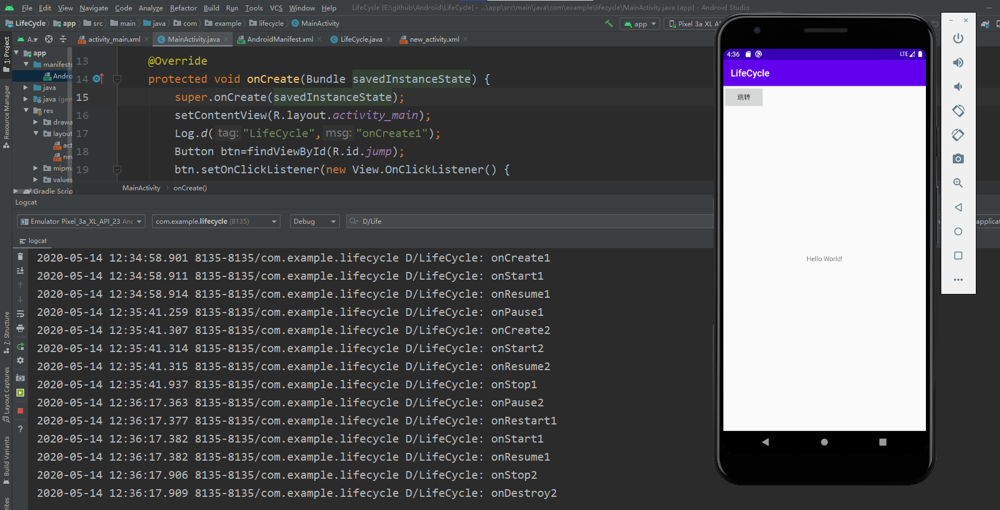 File Edit View Navigate Code Analyze Refactor Build Run Tools VCS Window Help LifeCycle [E:\github\Android\LifeCycle] - ...\app\src\main\java\com\example\lifecycle\MainActivity.java [app] - Android Studio
LifeCycle app src main java com example lifecycle MainActivity app Pixel 3a XL AP
A.. activity_main.xml MainActivity.java AndroidManifest.xml LifeCycle.java new_activity.xml
1: Project
Resource Manager
7: Structure
Layout Captures
Build Variants
rites
app
manifests
Andro
java
java (gen
res
drawa
layout
act
new
mipma
values
Gradle Scrip
13 @Override
14 protected void onCreate(Bundle savedInstanceState) {
15 super.onCreate(savedInstanceState);
16 setContentView(R.layout.activity_main);
17 Log.d( tag: "LifeCycle", msg: "onCreate1");
18 Button btn=findViewById(R.id.jump);
19 btn.setOnClickListener(new View.OnClickListener() {
MainActivity onCreate()
Logcat
Emulator Pixel_3a_XL_API_23 Anc com.example.lifecycle (8135) Debug D/Life applicat
logcat
2020-05-14 12:34:58.901 8135-8135/com.example.lifecycle D/LifeCycle: onCreate1
2020-05-14 12:34:58.911 8135-8135/com.example.lifecycle D/LifeCycle: onStart1
2020-05-14 12:34:58.914 8135-8135/com.example.lifecycle D/LifeCycle: onResume1
2020-05-14 12:35:41.259 8135-8135/com.example.lifecycle D/LifeCycle: onPause1
2020-05-14 12:35:41.307 8135-8135/com.example.lifecycle D/LifeCycle: onCreate2
2020-05-14 12:35:41.314 8135-8135/com.example.lifecycle D/LifeCycle: onStart2
2020-05-14 12:35:41.315 8135-8135/com.example.lifecycle D/LifeCycle: onResume2
2020-05-14 12:35:41.937 8135-8135/com.example.lifecycle D/LifeCycle: onStop1
2020-05-14 12:36:17.363 8135-8135/com.example.lifecycle D/LifeCycle: onPause2
2020-05-14 12:36:17.377 8135-8135/com.example.lifecycle D/LifeCycle: onRestart1
2020-05-14 12:36:17.382 8135-8135/com.example.lifecycle D/LifeCycle: onStart1
2020-05-14 12:36:17.382 8135-8135/com.example.lifecycle D/LifeCycle: onResume1
2020-05-14 12:36:17.906 8135-8135/com.example.lifecycle D/LifeCycle: onStop2
2020-05-14 12:36:17.909 8135-8135/com.example.lifecycle D/LifeCycle: onDestroy2
4:36 LTE
LifeCycle
跳转
Hello World!